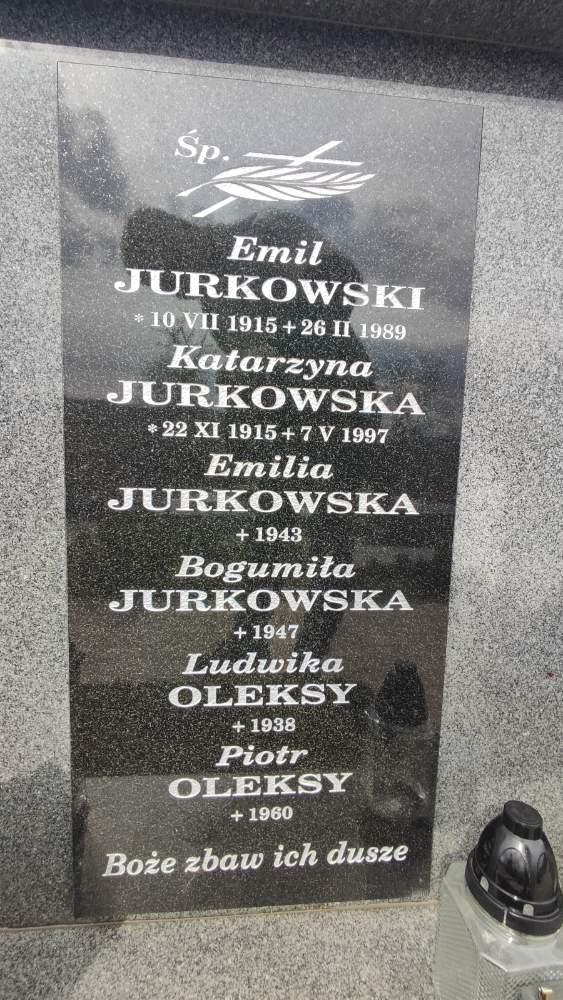 Śp.
Emil
JURKOWSKI
* 10 VII 1915 + 26 II 1989
Katarzyna
JURKOWSKA
* 22 XI 1915 + 7 V 1997
Emilia
JURKOWSKA
+ 1943
Bogumiła
JURKOWSKA
+ 1947
Ludwika
OLEKSY
+ 1938
Piotr
OLEKSY
+ 1960
Boże zbaw ich dusze